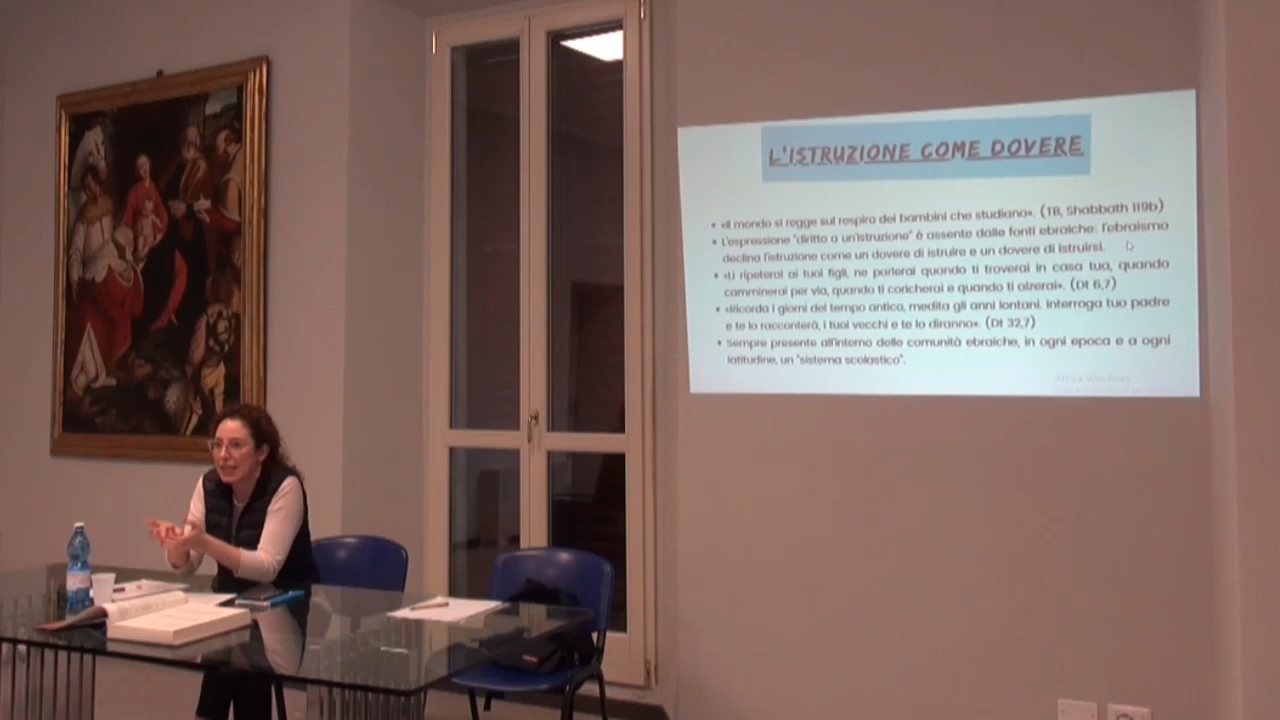 L'ISTRUZIONE COME DOVERE
• «Il mondo si regge sul respiro dei bambini che studiano». (TB, Shabbath 119b)
• L'espressione "diritto a un'istruzione" è assente dalle fonti ebraiche: l'ebraismo
declina l'istruzione come un dovere di istruire e un dovere di istruirsi.
• «Li ripeterai ai tuoi figli, ne parlerai quando ti troverai in casa tua, quando
camminerai per via, quando ti coricherai e quando ti alzerai». (Dt 6,7)
• «Ricorda i giorni del tempo antico, medita gli anni lontani. Interroga tuo padre
e te lo racconterà, i tuoi vecchi e te lo diranno». (Dt 32,7)
• Sempre presente all'interno delle comunità ebraiche, in ogni epoca e a ogni
latitudine, un "sistema scolastico".
Attiva Windows